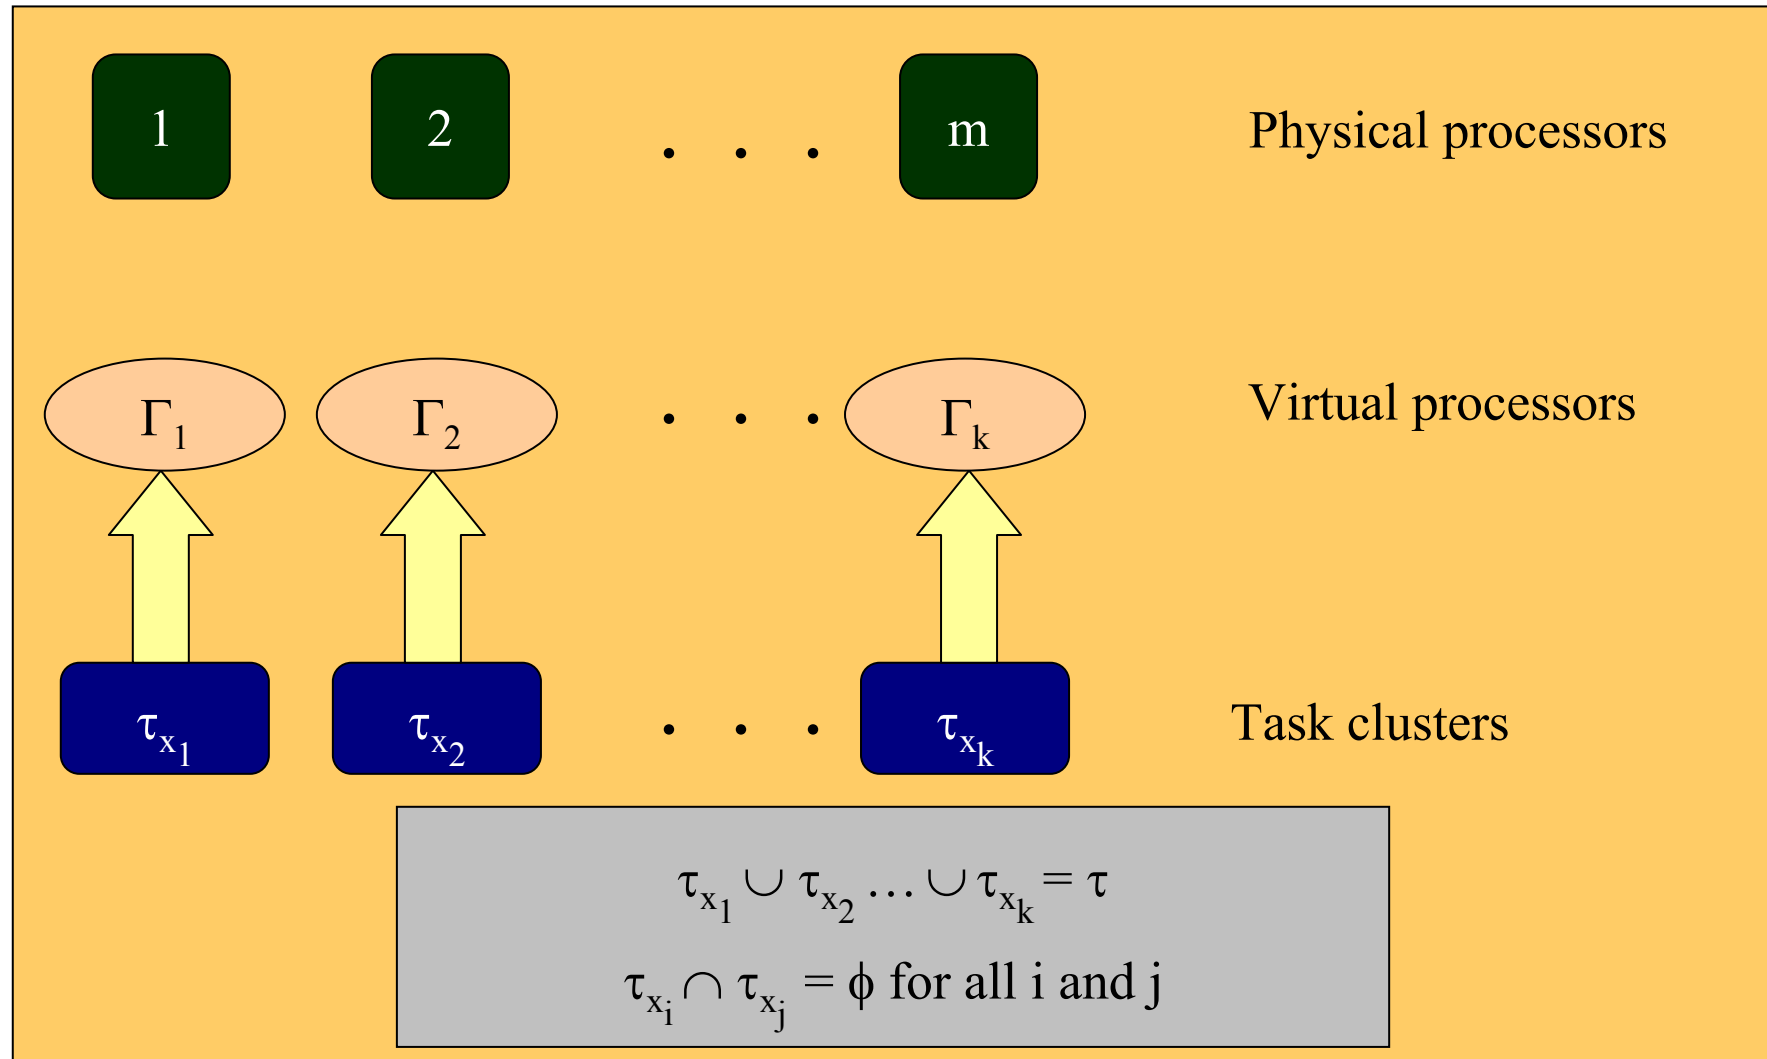 1 2 . . . m Physical processors
Γ₁ Γ₂ . . . Γₖ Virtual processors
τₓ₁ τₓ₂ . . . τₓₖ Task clusters
τₓ₁ ∪ τₓ₂ … ∪ τₓₖ = τ
τₓᵢ ∩ τₓⱼ = ϕ for all i and j